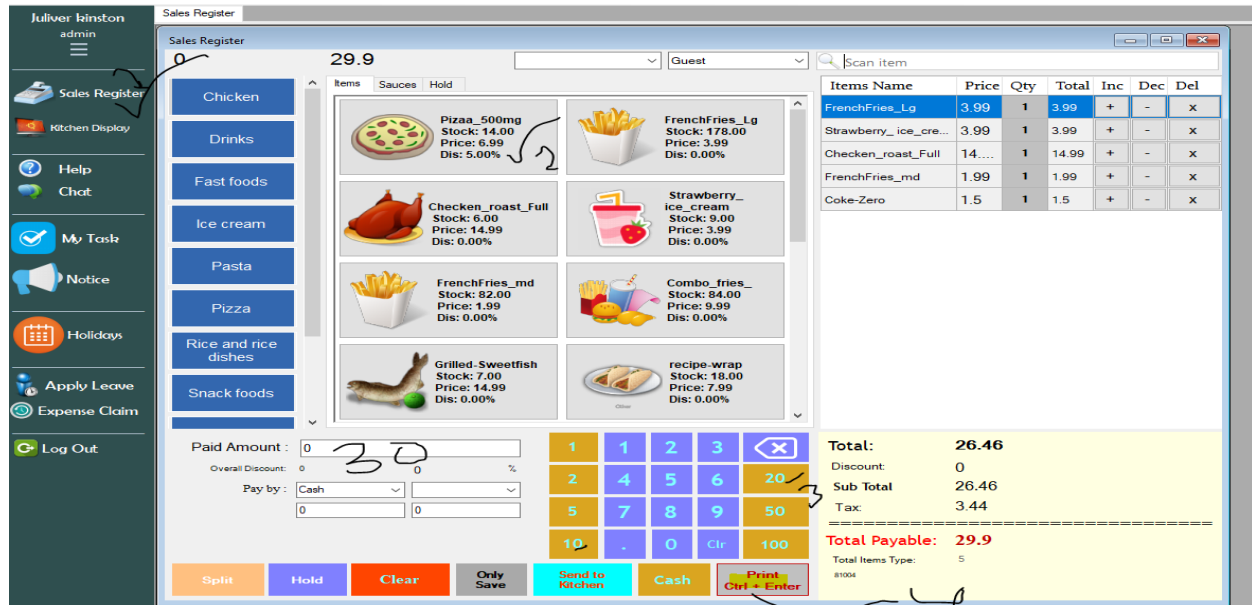 Juliver kinston
admin
Sales Register
Kitchen Display
Help
Chat
My Task
Notice
Holidays
Apply Leave
Expense Claim
Log Out
Sales Register
Sales Register
0
29.9
Guest
Scan item
Chicken
Drinks
Fast foods
Ice cream
Pasta
Pizza
Rice and rice
dishes
Snack foods
Items Sauces Hold
Pizaa_500mg
Stock: 14.00
Price: 6.99
Dis: 5.00%
2
FrenchFries_Lg
Stock: 178.00
Price: 3.99
Dis: 0.00%
Checken_roast_Full
Stock: 6.00
Price: 14.99
Dis: 0.00%
Strawberry_
ice_cream
Stock: 9.00
Price: 3.99
Dis: 0.00%
FrenchFries_md
Stock: 82.00
Price: 1.99
Dis: 0.00%
Combo_fries_
Stock: 84.00
Price: 9.99
Dis: 0.00%
Grilled-Sweetfish
Stock: 7.00
Price: 14.99
Dis: 0.00%
recipe-wrap
Stock: 18.00
Price: 7.99
Dis: 0.00%
Items Name Price Qty Total Inc Dec Del
FrenchFries_Lg 3.99 1 3.99 + - x
Strawberry_ ice_cre... 3.99 1 3.99 + - x
Checken_roast_Full 14.... 1 14.99 + - x
FrenchFries_md 1.99 1 1.99 + - x
Coke-Zero 1.5 1 1.5 + - x
Paid Amount : 0
30
Overall Discount: 0 0 %
Pay by : Cash
0 0
1 1 2 3
2 4 5 6 20
3
5 7 8 9 50
10 . 0 Clr 100
Split Hold Clear Only Save Send to Kitchen Cash Print Ctrl + Enter
Total: 26.46
Discount: 0
Sub Total 26.46
Tax: 3.44
Total Payable: 29.9
Total Items Type: 5
81004